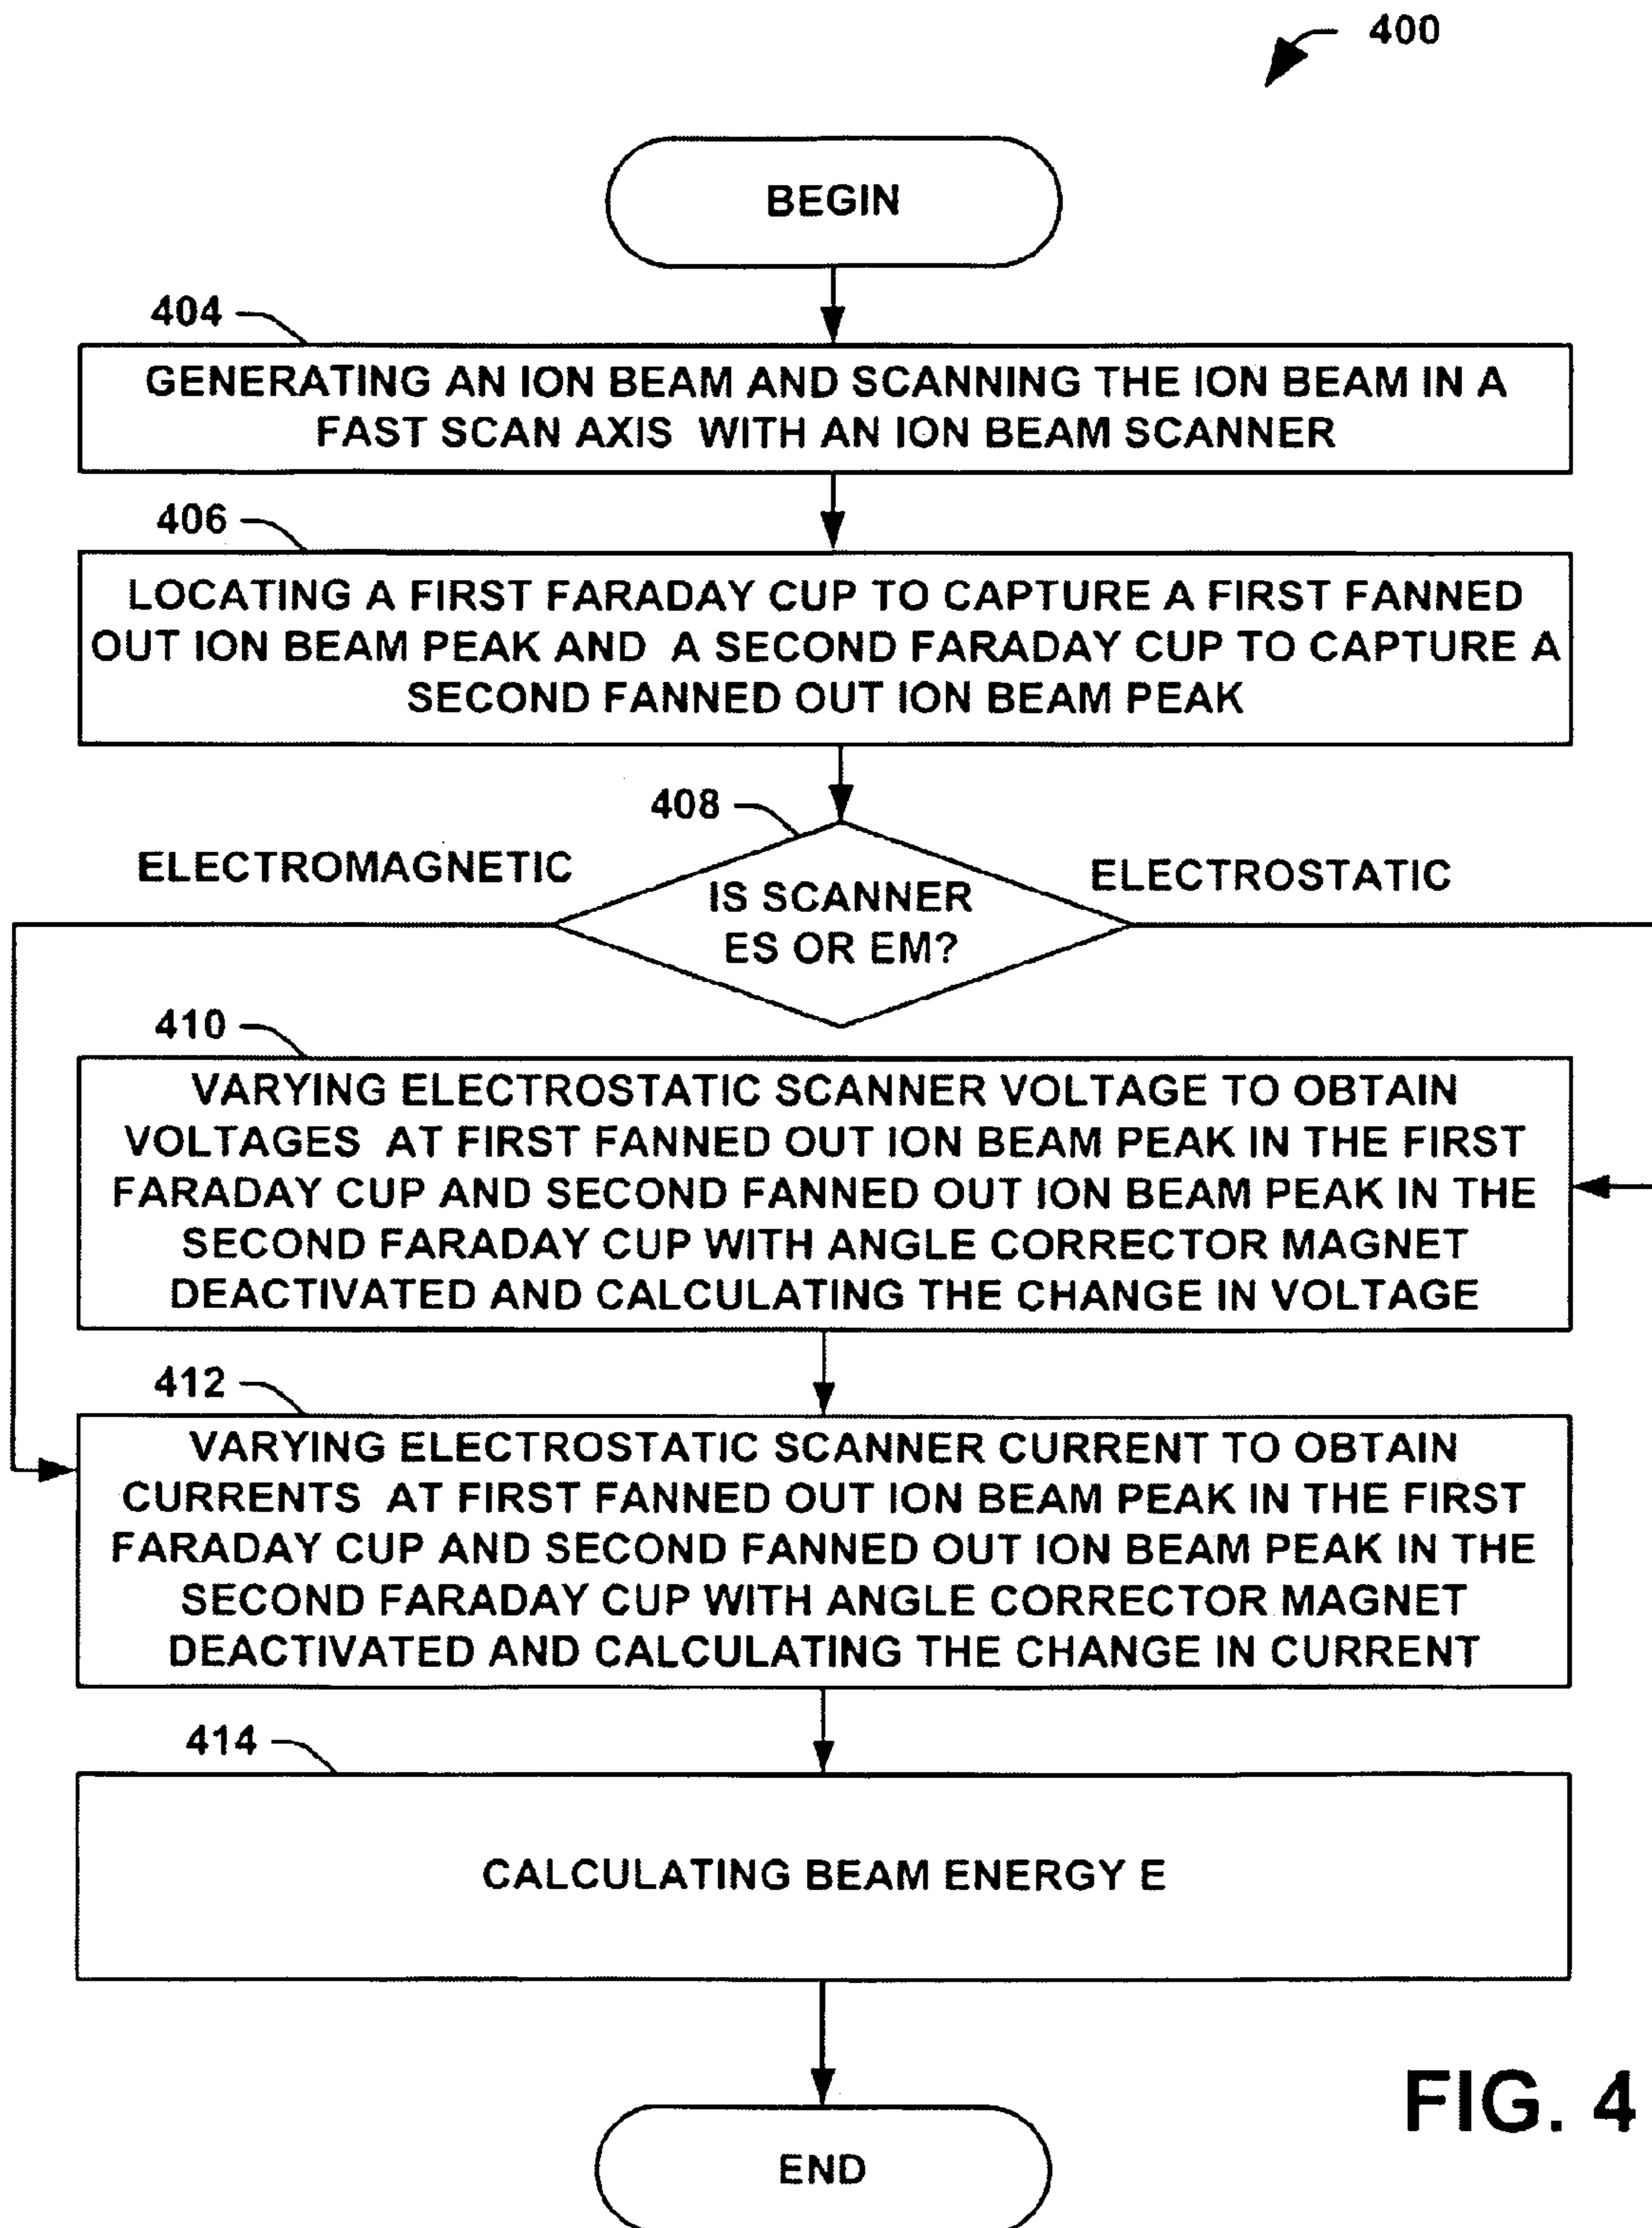 400
BEGIN
404
GENERATING AN ION BEAM AND SCANNING THE ION BEAM IN A
FAST SCAN AXIS WITH AN ION BEAM SCANNER
406
LOCATING A FIRST FARADAY CUP TO CAPTURE A FIRST FANNED
OUT ION BEAM PEAK AND A SECOND FARADAY CUP TO CAPTURE A
SECOND FANNED OUT ION BEAM PEAK
408
ELECTROMAGNETIC
ELECTROSTATIC
IS SCANNER
ES OR EM?
410
VARYING ELECTROSTATIC SCANNER VOLTAGE TO OBTAIN
VOLTAGES AT FIRST FANNED OUT ION BEAM PEAK IN THE FIRST
FARADAY CUP AND SECOND FANNED OUT ION BEAM PEAK IN THE
SECOND FARADAY CUP WITH ANGLE CORRECTOR MAGNET
DEACTIVATED AND CALCULATING THE CHANGE IN VOLTAGE
412
VARYING ELECTROSTATIC SCANNER CURRENT TO OBTAIN
CURRENTS AT FIRST FANNED OUT ION BEAM PEAK IN THE FIRST
FARADAY CUP AND SECOND FANNED OUT ION BEAM PEAK IN THE
SECOND FARADAY CUP WITH ANGLE CORRECTOR MAGNET
DEACTIVATED AND CALCULATING THE CHANGE IN CURRENT
414
CALCULATING BEAM ENERGY E
END
FIG. 4